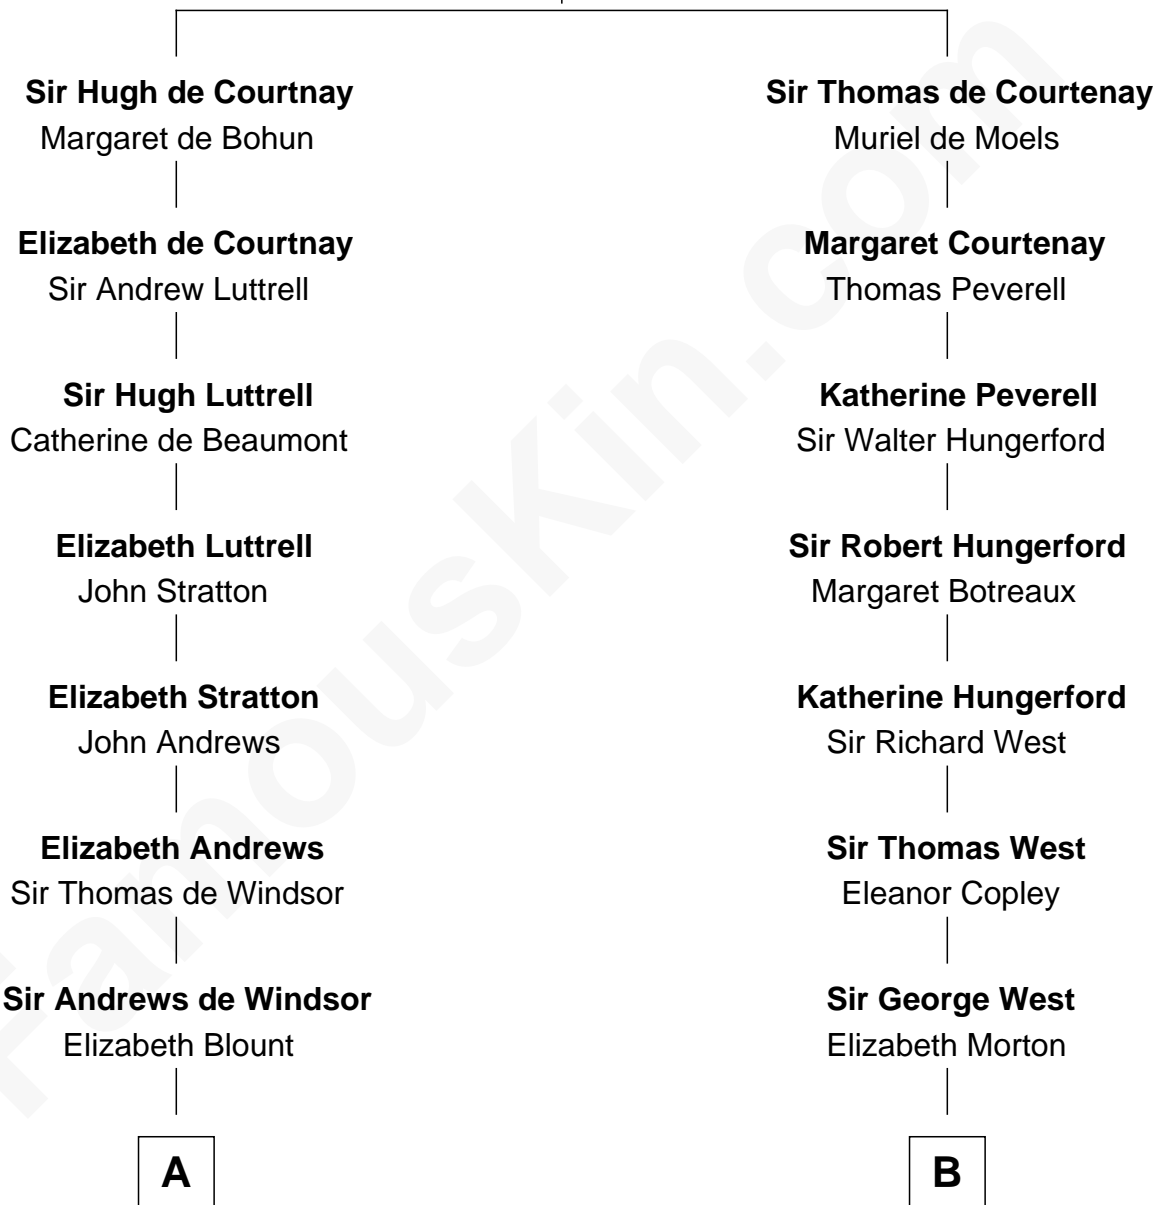 Sir Hugh de Courtnay
Margaret de Bohun
Elizabeth de Courtnay
Sir Andrew Luttrell
Sir Hugh Luttrell
Catherine de Beaumont
Elizabeth Luttrell
John Stratton
Elizabeth Stratton
John Andrews
Elizabeth Andrews
Sir Thomas de Windsor
Sir Andrews de Windsor
Elizabeth Blount
A
Sir Thomas de Courtenay
Muriel de Moels
Margaret Courtenay
Thomas Peverell
Katherine Peverell
Sir Walter Hungerford
Sir Robert Hungerford
Margaret Botreaux
Katherine Hungerford
Sir Richard West
Sir Thomas West
Eleanor Copley
Sir George West
Elizabeth Morton
B
FamousKin.com